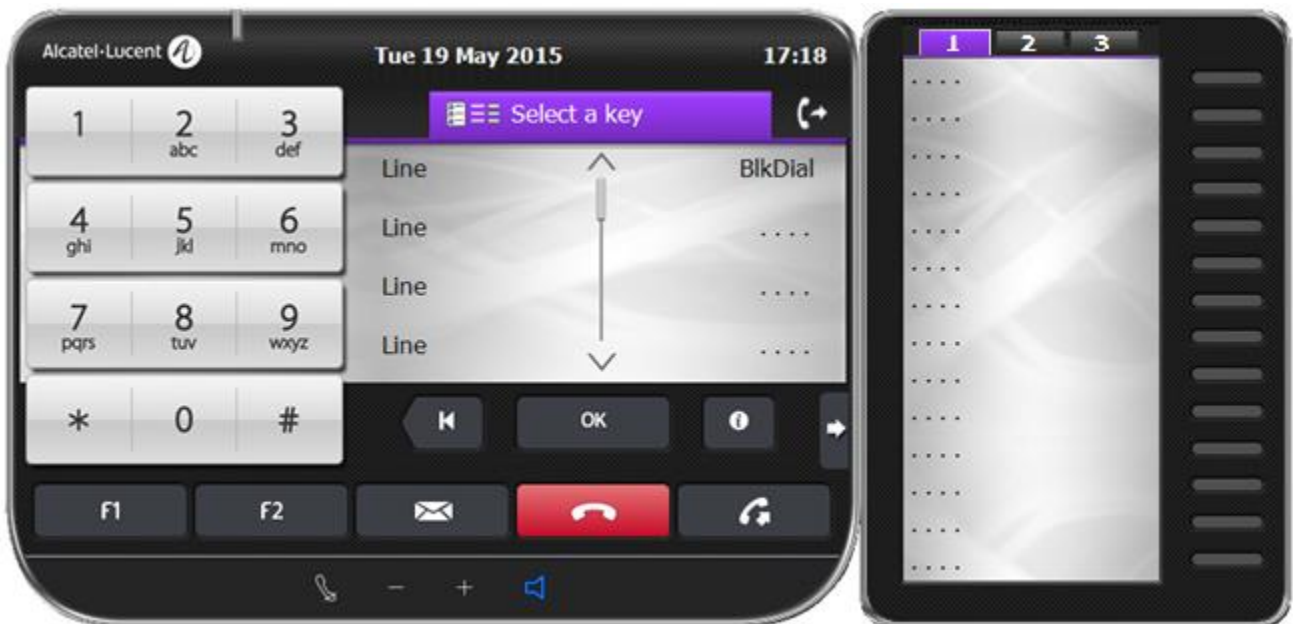 Alcatel·Lucent
Tue 19 May 2015
17:18
Select a key
1
2
abc
3
def
4
ghi
5
jkl
6
mno
7
pqrs
8
tuv
9
wxyz
*
0
#
Line
BlkDial
Line
....
Line
....
Line
....
OK
F1
F2
-
+
1 2 3
....
....
....
....
....
....
....
....
....
....
....
....
....
....